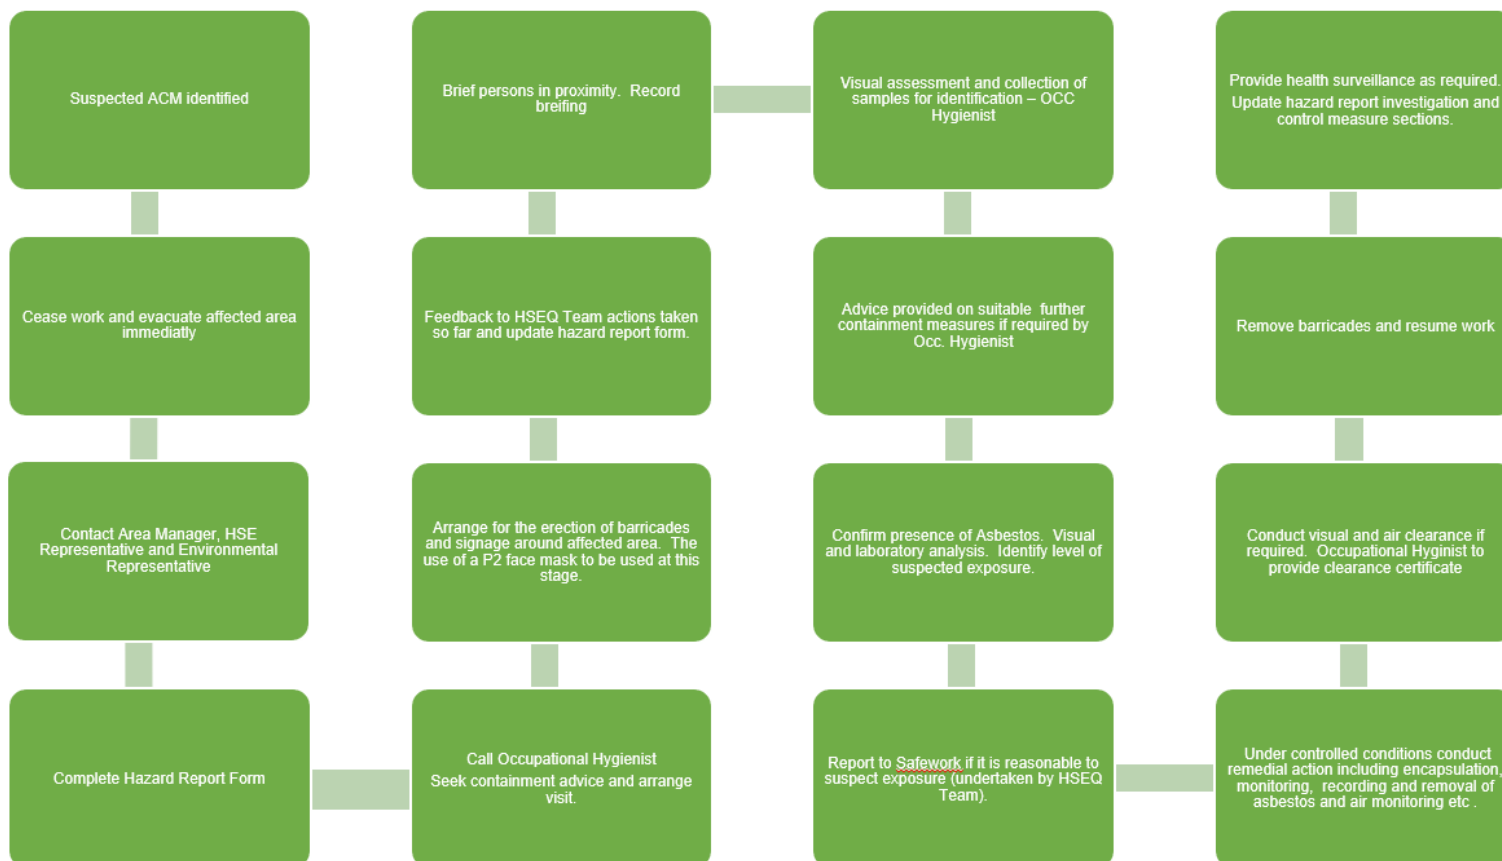 Suspected ACM identified
Cease work and evacuate affected area
immediatly
Contact Area Manager, HSE
Representative and Environmental
Representative
Complete Hazard Report Form
Call Occupational Hygienist
Seek containment advice and arrange
visit.
Arrange for the erection of barricades
and signage around affected area. The
use of a P2 face mask to be used at this
stage.
Feedback to HSEQ Team actions taken
so far and update hazard report form.
Brief persons in proximity. Record
breifing
Visual assessment and collection of
samples for identification – OCC
Hygienist
Advice provided on suitable further
containment measures if required by
Occ. Hygienist
Confirm presence of Asbestos. Visual
and laboratory analysis. Identify level of
suspected exposure.
Report to Safework if it is reasonable to
suspect exposure (undertaken by HSEQ
Team).
Under controlled conditions conduct
remedial action including encapsulation,
monitoring, recording and removal of
asbestos and air monitoring etc .
Conduct visual and air clearance if
required. Occupational Hyginist to
provide clearance certificate
Remove barricades and resume work
Provide health surveillance as required.
Update hazard report investigation and
control measure sections.